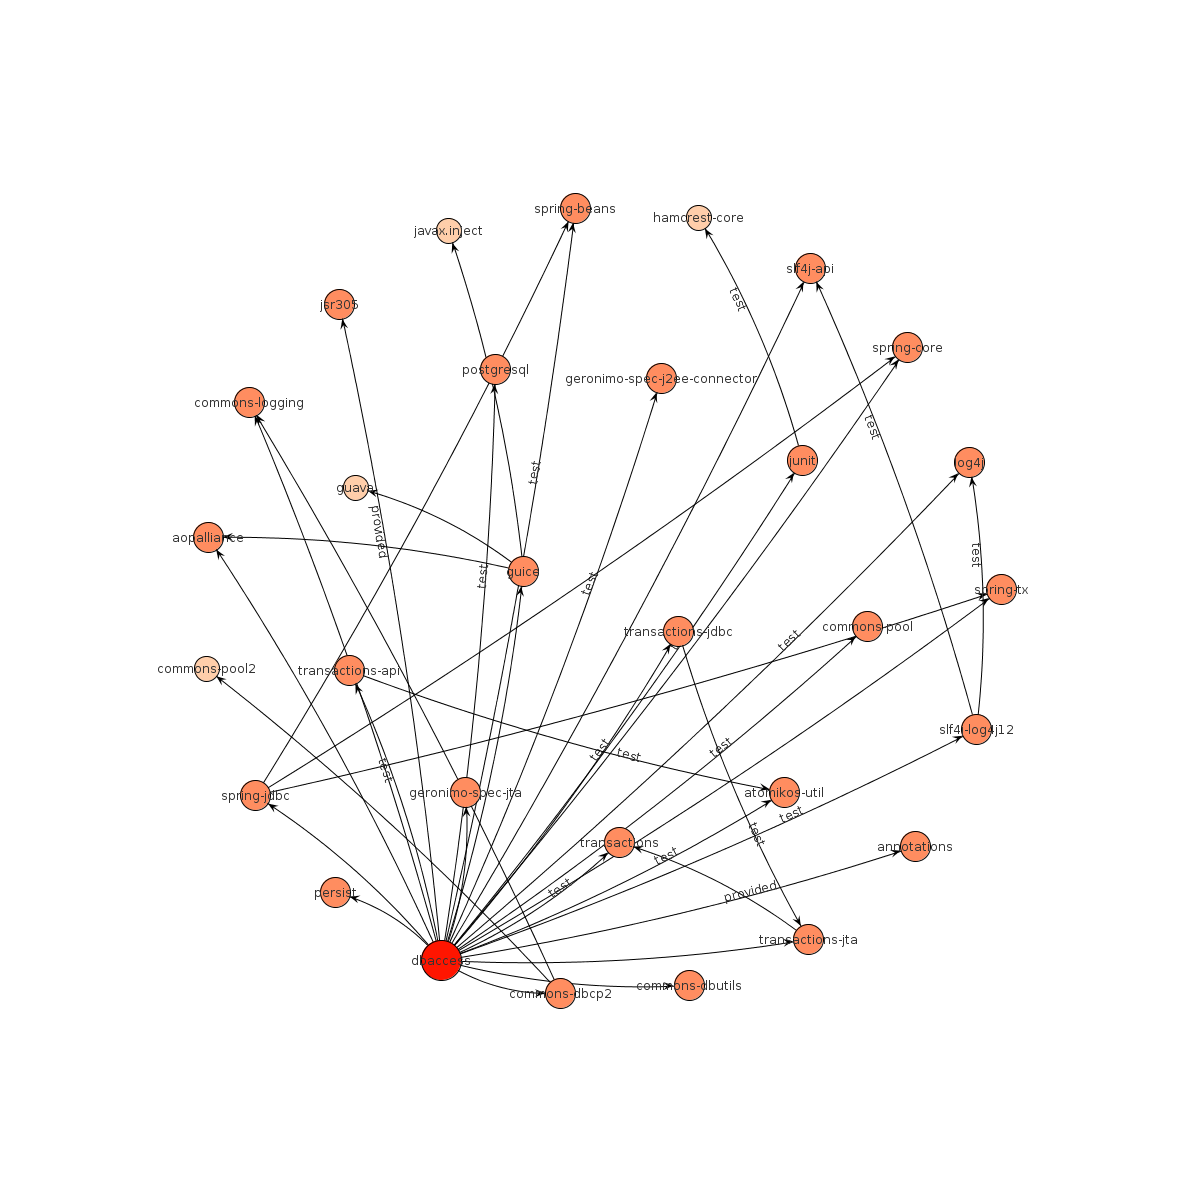 spring-beans
hamcrest-core
javax.inject
slf4j-api
test
jsr305
spring-core
postgresql
geronimo-spec-j2ee-connector
commons-logging
test
junit
log4j
test
guava
provided
aopalliance
test
guice
test
test
spring-tx
commons-pool
transactions-jdbc
test
commons-pool2
transactions-api
slf4j-log4j12
test
test
test
test
spring-jdbc
geronimo-spec-jta
atomikos-util
test
test
transactions
annotations
test
test
provided
persist
transactions-jta
dbaccess
commons-dbutils
commons-dbcp2